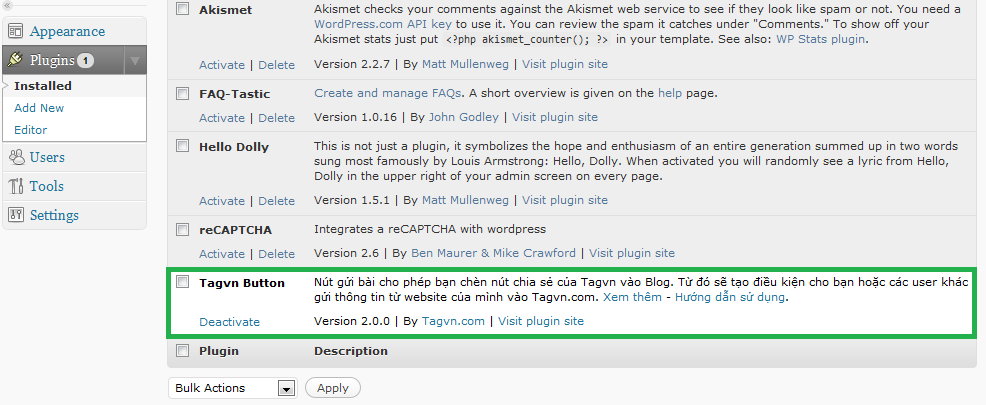 Appearance
Plugins 1
Installed
Add New
Editor
Users
Tools
Settings
Akismet
Akismet checks your comments against the Akismet web service to see if they look like spam or not. You need a
WordPress.com API key to use it. You can review the spam it catches under "Comments." To show off your
Akismet stats just put <?php akismet_counter(); ?> in your template. See also: WP Stats plugin.
Activate | Delete
Version 2.2.7 | By Matt Mullenweg | Visit plugin site
FAQ-Tastic
Create and manage FAQs. A short overview is given on the help page.
Activate | Delete
Version 1.0.16 | By John Godley | Visit plugin site
Hello Dolly
This is not just a plugin, it symbolizes the hope and enthusiasm of an entire generation summed up in two words
sung most famously by Louis Armstrong: Hello, Dolly. When activated you will randomly see a lyric from Hello,
Dolly in the upper right of your admin screen on every page.
Activate | Delete
Version 1.5.1 | By Matt Mullenweg | Visit plugin site
reCAPTCHA
Integrates a reCAPTCHA with wordpress
Activate | Delete
Version 2.6 | By Ben Maurer & Mike Crawford | Visit plugin site
Tagvn Button
Nút gửi bài cho phép bạn chèn nút chia sẻ của Tagvn vào Blog. Từ đó sẽ tạo điều kiện cho bạn hoặc các user khác
gửi thông tin từ website của mình vào Tagvn.com. Xem thêm - Hướng dẫn sử dụng.
Deactivate
Version 2.0.0 | By Tagvn.com | Visit plugin site
Plugin
Description
Bulk Actions
Apply